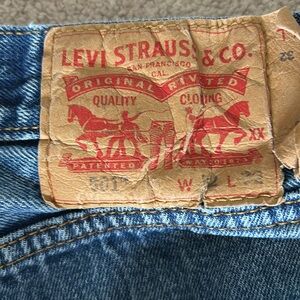 LEVI STRAUSS & CO.
SAN FRANCISCO
CAL.
ORIGINAL RIVETED
QUALITY CLOTHING
XX
PATENTED
501
W L